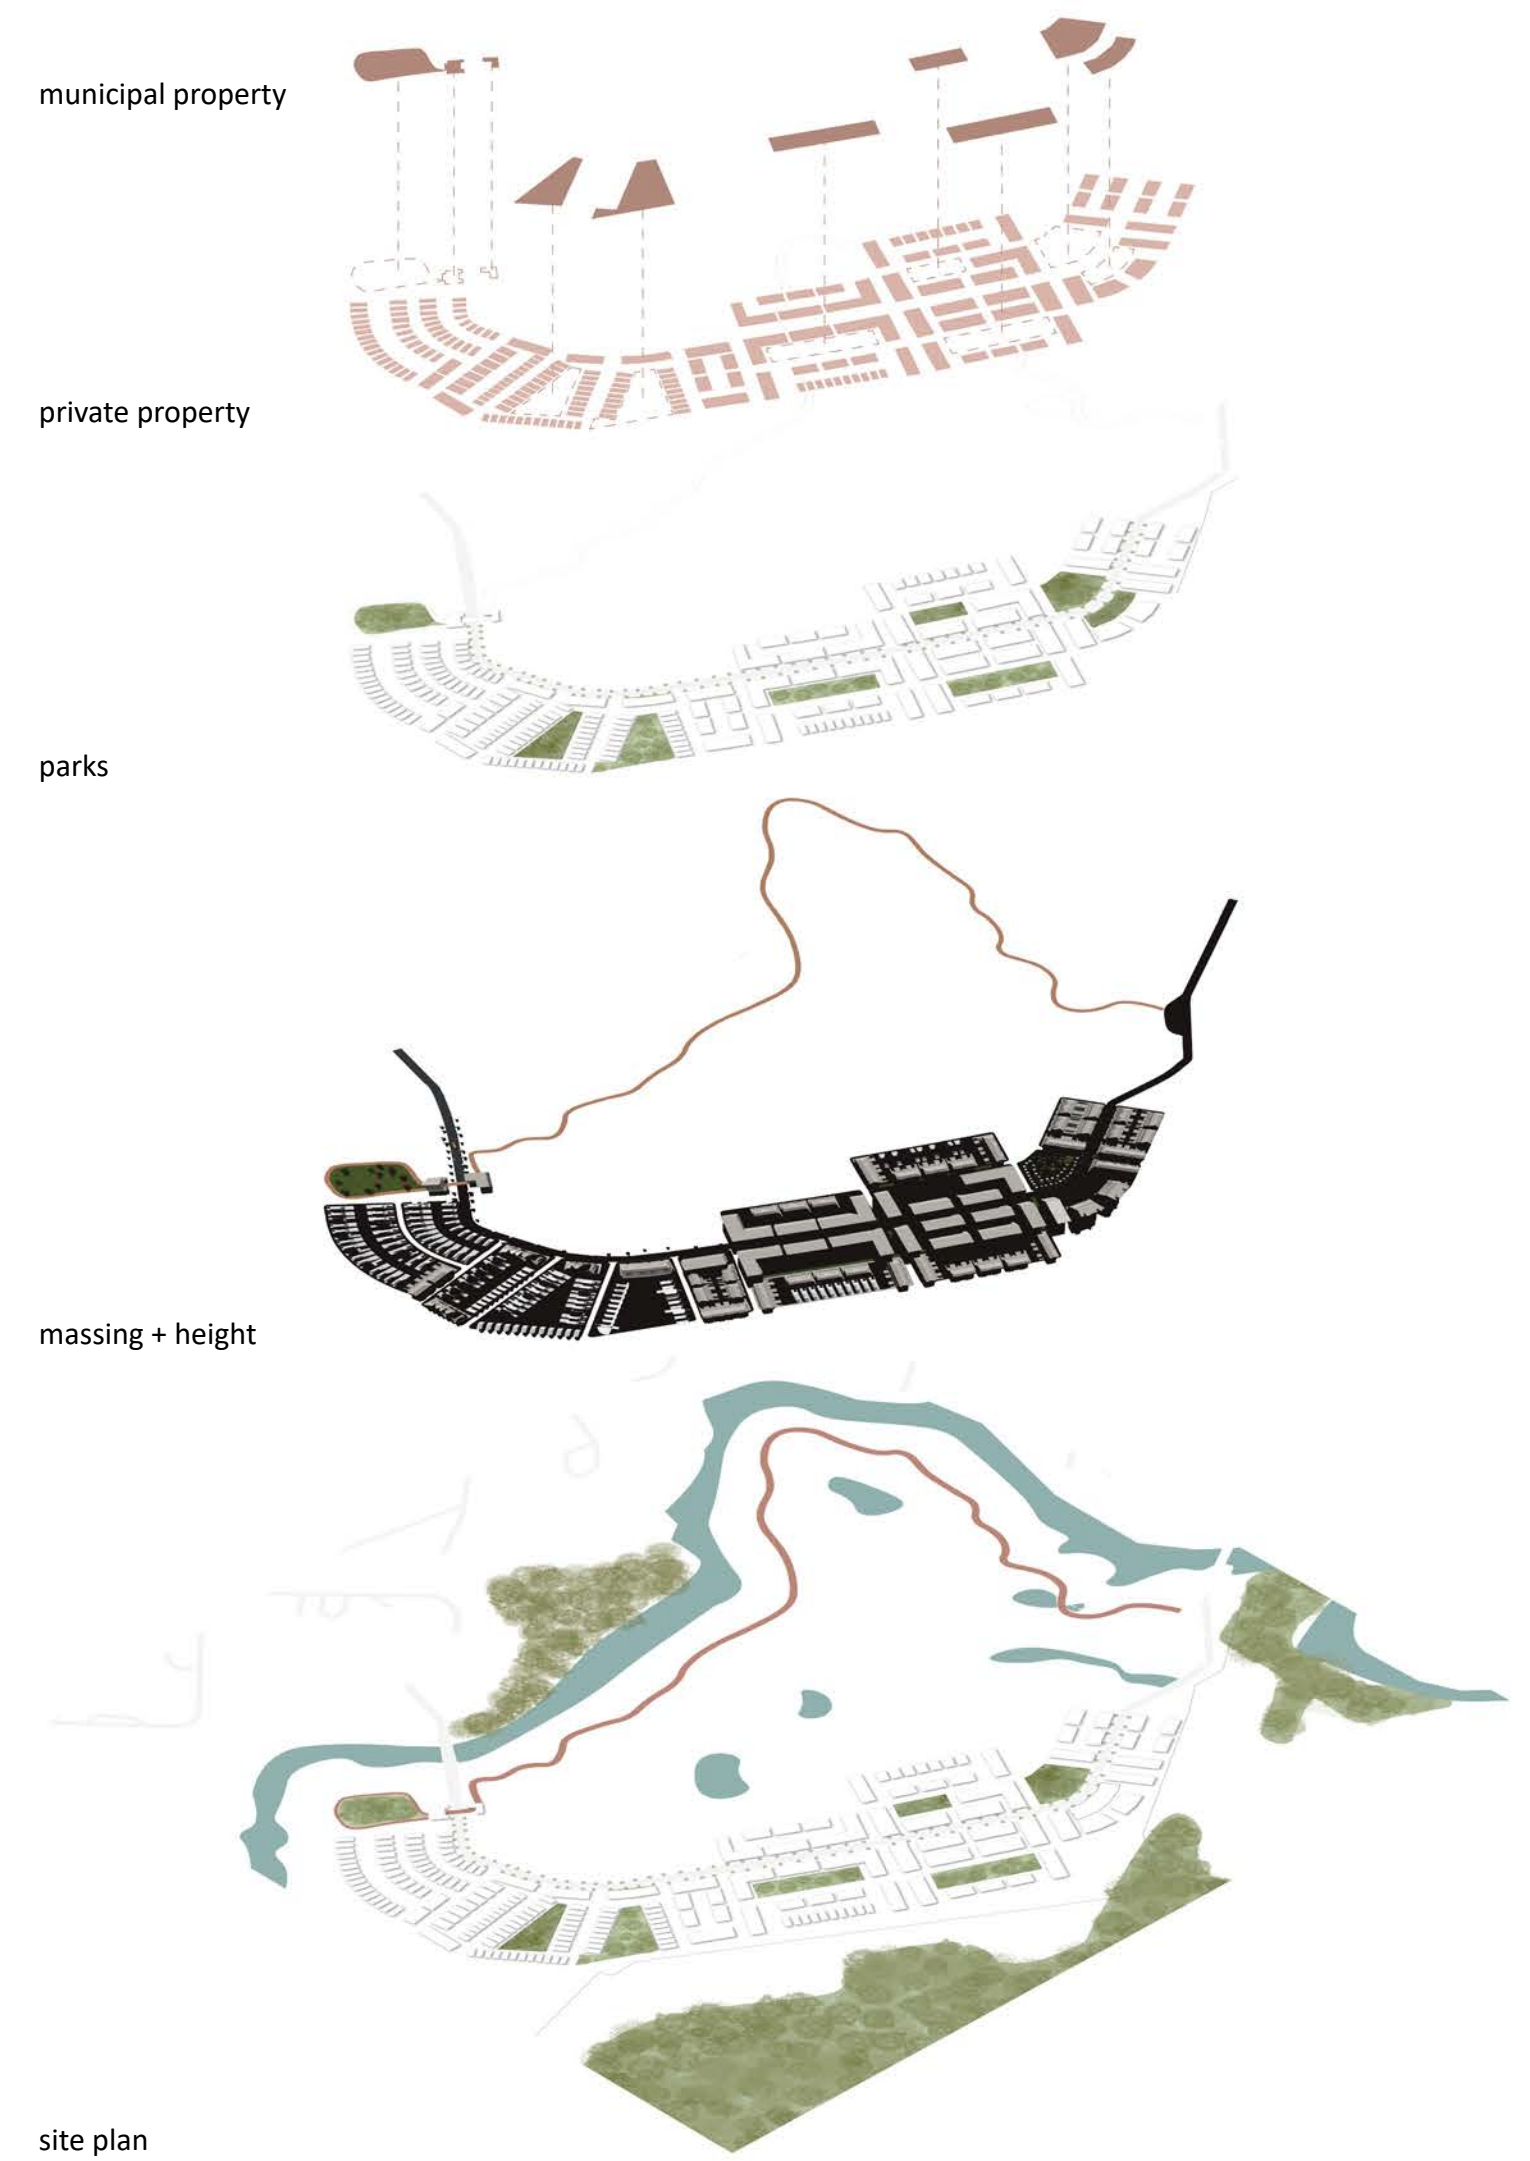 municipal property
private property
parks
massing + height
site plan